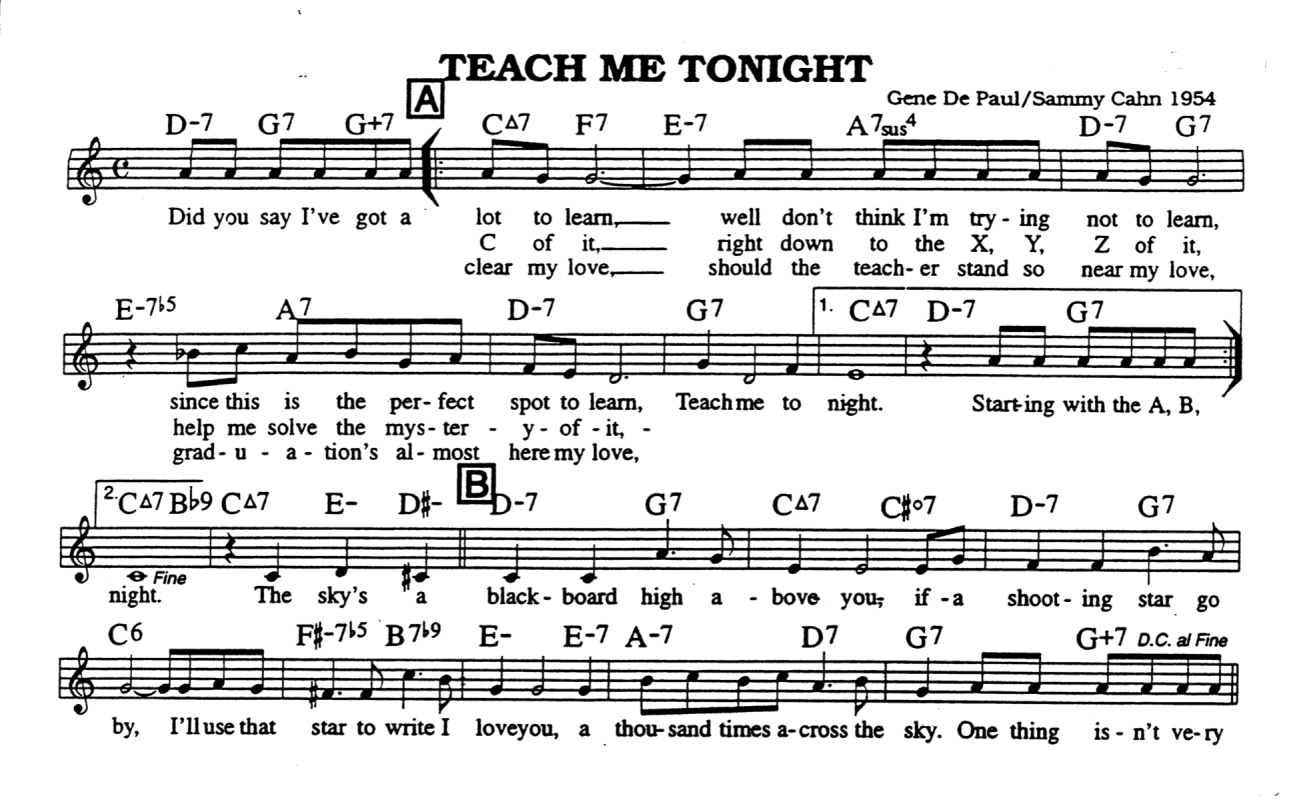 TEACH ME TONIGHT
A
Gene De Paul/Sammy Cahn 1954
D-7 G7 G+7 C△7 F7 E-7 A7sus4 D-7 G7
Did you say I've got a lot to learn, well don't think I'm try - ing not to learn,
C of it, right down to the X, Y, Z of it,
clear my love, should the teach - er stand so near my love,
E-7♭5 A7 D-7 G7 1. C△7 D-7 G7
since this is the per - fect spot to learn, Teach me to night. Start-ing with the A, B,
help me solve the mys - ter - y - of - it, -
grad - u - a - tion's al - most here my love,
B
2. C△7 B♭9 C△7 E- D#- D-7 G7 C△7 C#o7 D-7 G7
Fine
night. The sky's a black - board high a - bove you, if - a shoot - ing star go
C6 F#-7♭5 B7♭9 E- E-7 A-7 D7 G7 G+7 D.C. al Fine
by, I'll use that star to write I love you, a thou-sand times a-cross the sky. One thing is - n't ve-ry